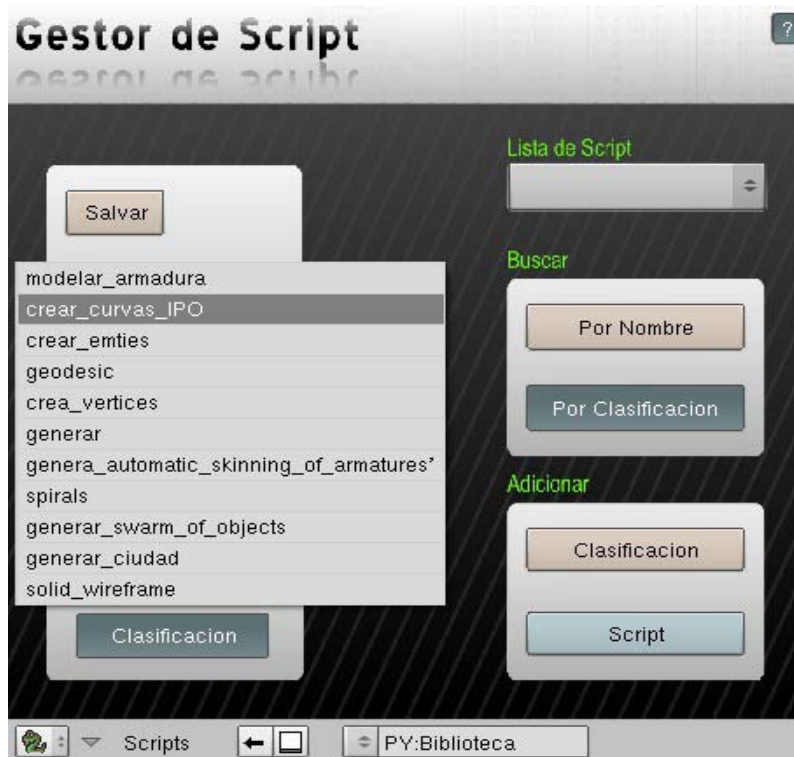 Gestor de Script
?
Lista de Script
Salvar
Buscar
modelar_armadura
crear_curvas_IPO
crear_emties
geodesic
crea_vertices
generar
genera_automatic_skinning_of_armatures'
spirals
generar_swarm_of_objects
generar_ciudad
solid_wireframe
Por Nombre
Por Clasificacion
Adicionar
Clasificacion
Script
Clasificacion
Scripts
PY:Biblioteca